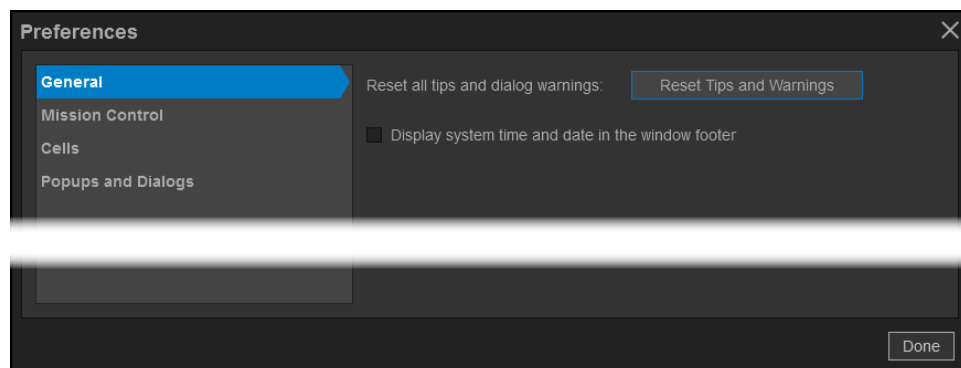 Preferences
General
Mission Control
Cells
Popups and Dialogs
Reset all tips and dialog warnings: Reset Tips and Warnings
Display system time and date in the window footer
Done